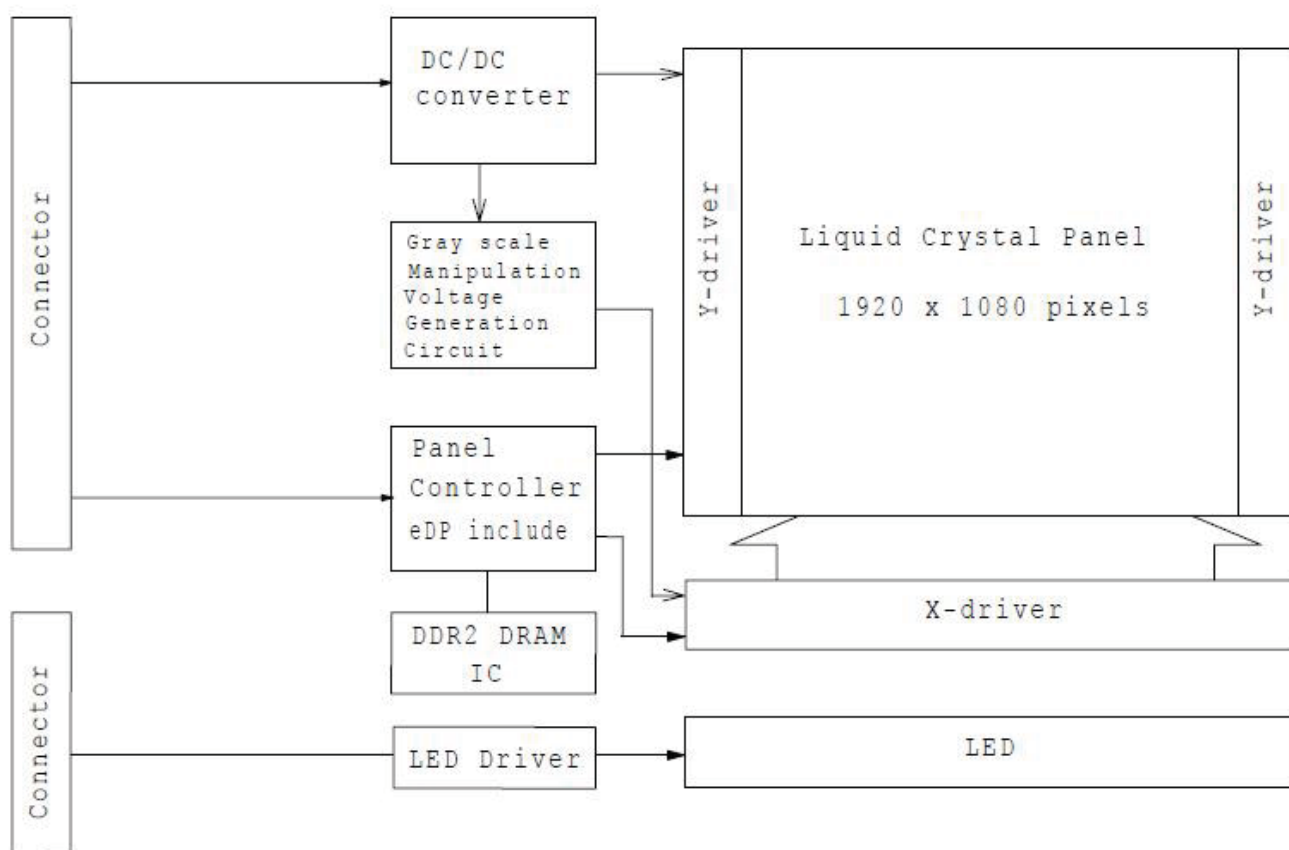 Connector
DC/DC
converter
Gray scale
Manipulation
Voltage
Generation
Circuit
Panel
Controller
eDP include
DDR2 DRAM
IC
Y-driver
Liquid Crystal Panel
1920 x 1080 pixels
Y-driver
X-driver
Connector
LED Driver
LED